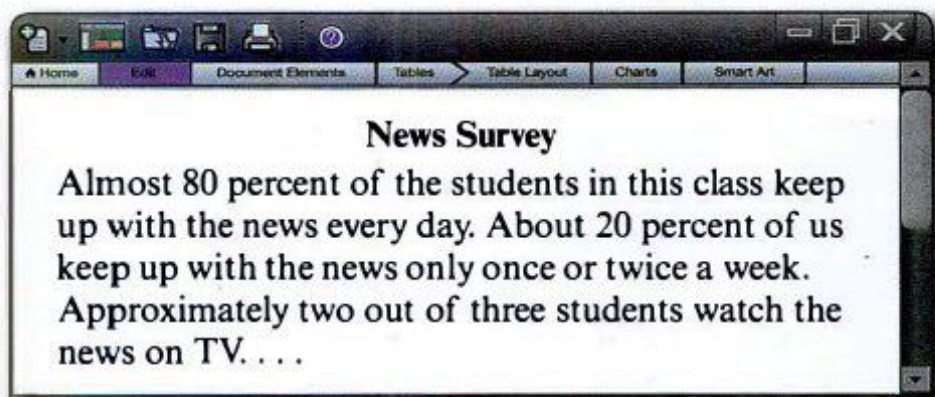 Home Edit Document Elements Tables Table Layout Charts Smart Art
News Survey
Almost 80 percent of the students in this class keep
up with the news every day. About 20 percent of us
keep up with the news only once or twice a week.
Approximately two out of three students watch the
news on TV. . . .